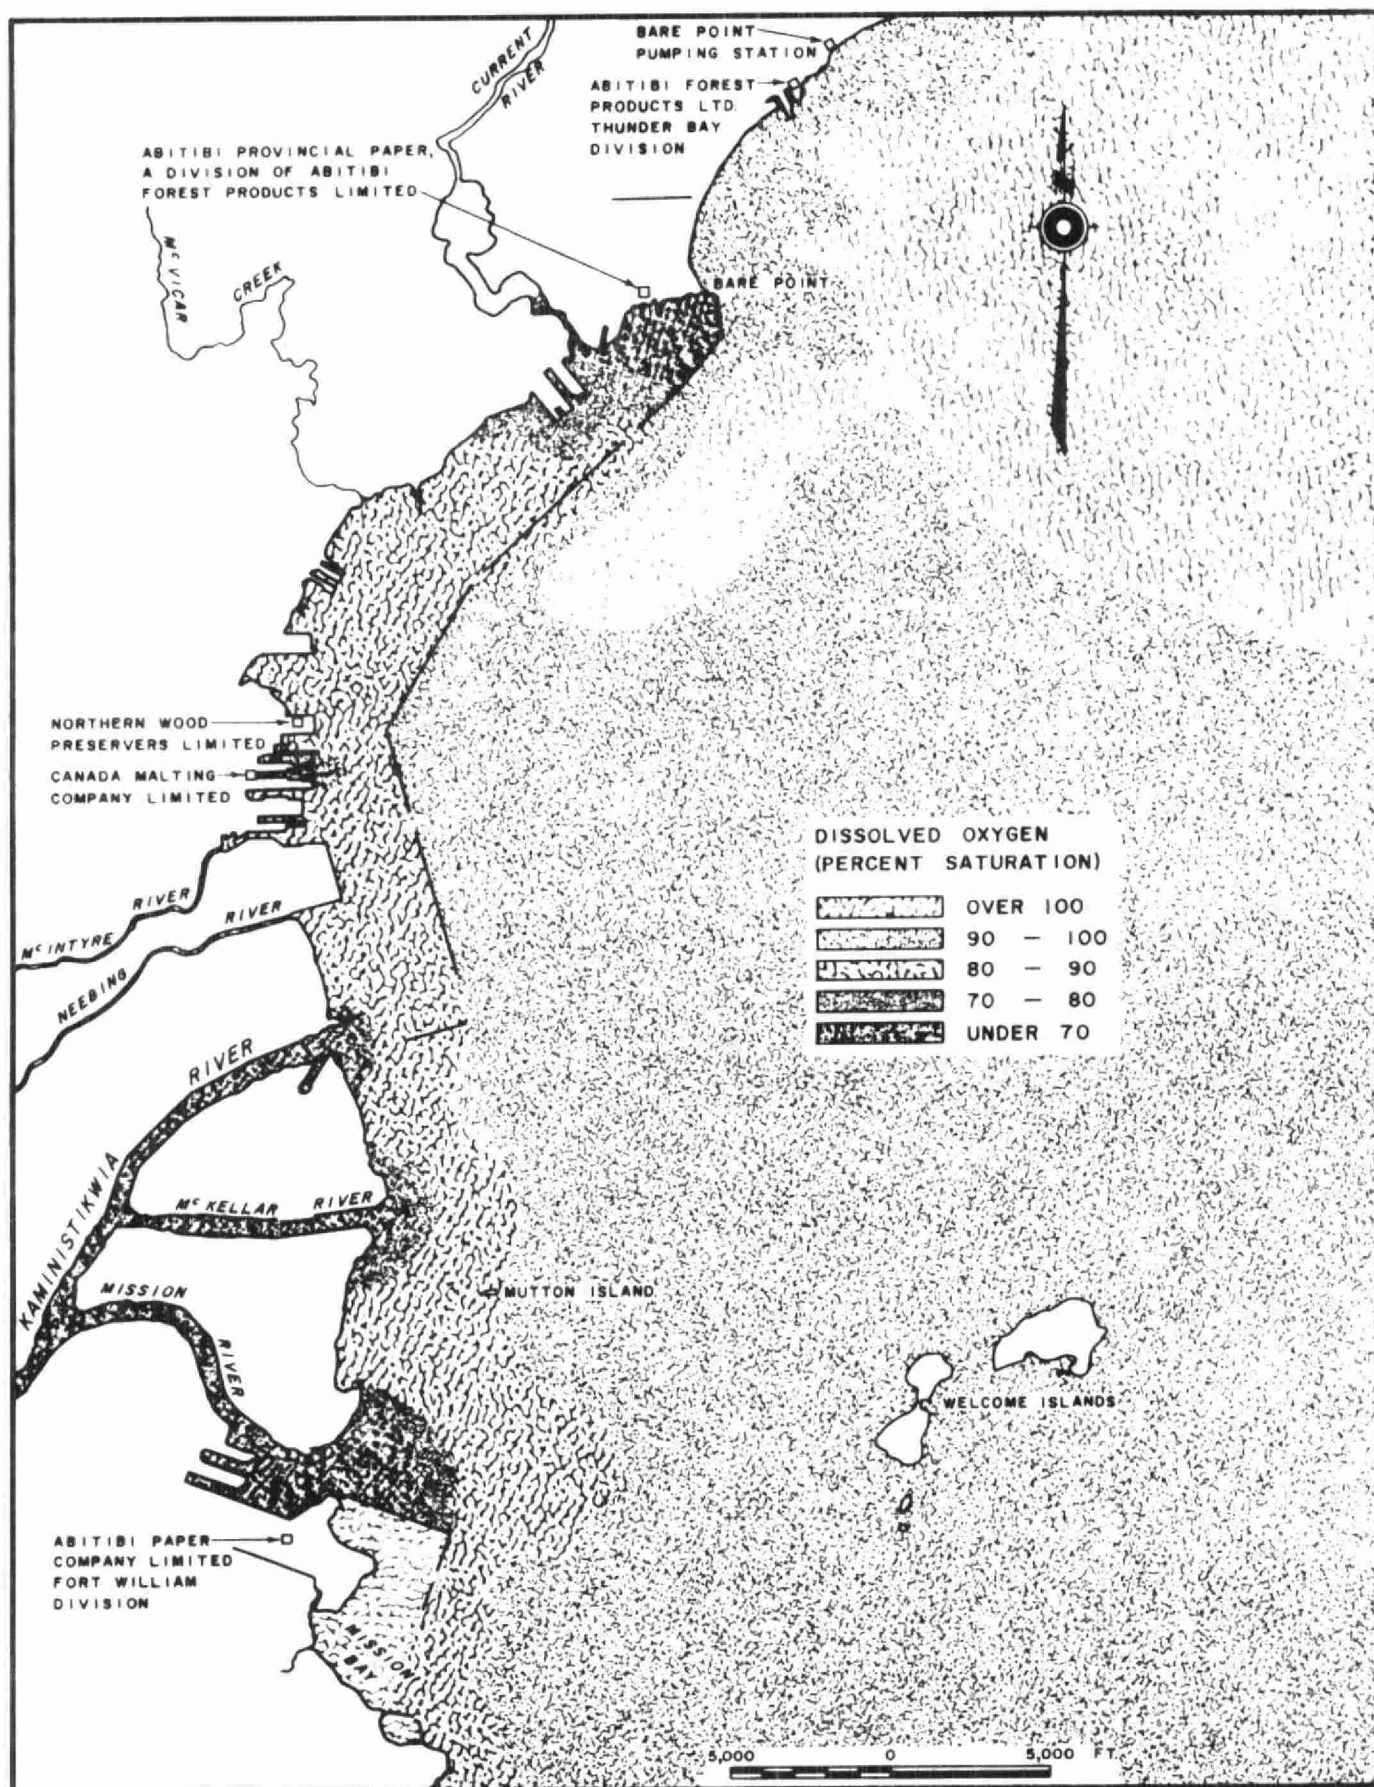 BARE POINT
PUMPING STATION
CURRENT
RIVER
ABITIBI FOREST
PRODUCTS LTD.
THUNDER BAY
DIVISION
ABITIBI PROVINCIAL PAPER,
A DIVISION OF ABITIBI
FOREST PRODUCTS LIMITED
McVICAR
CREEK
BARE POINT
NORTHERN WOOD
PRESERVERS LIMITED
CANADA MALTING
COMPANY LIMITED
DISSOLVED OXYGEN
(PERCENT SATURATION)
OVER 100
90 – 100
80 – 90
70 – 80
UNDER 70
McINTYRE
RIVER
NEEBING
RIVER
KAMINISTIKWIA
RIVER
McKELLAR RIVER
MISSION
RIVER
MUTTON ISLAND
WELCOME ISLANDS
ABITIBI PAPER
COMPANY LIMITED
FORT WILLIAM
DIVISION
MISSION
BAY
5,000 0 5,000 FT.